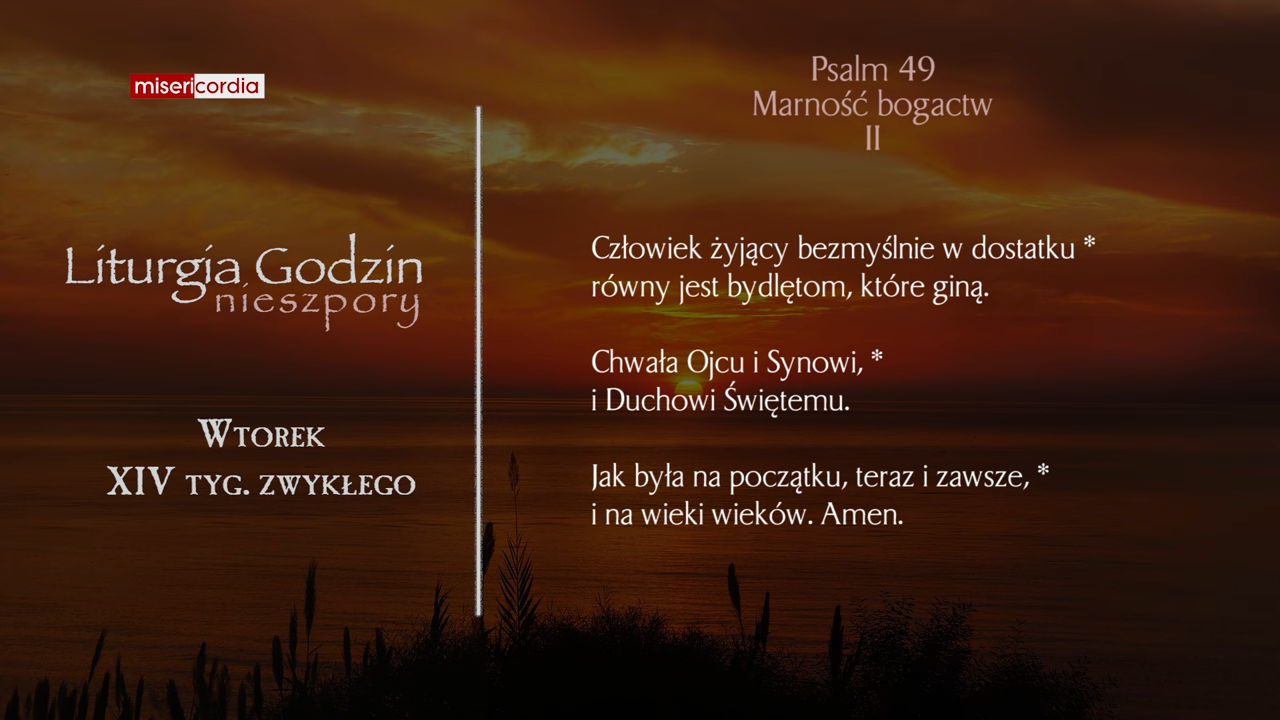 misericordia
Liturgia Godzin
nieszpory
Wtorek
XIV tyg. zwykłego
Psalm 49
Marność bogactw
II
Człowiek żyjący bezmyślnie w dostatku *
równy jest bydlętom, które giną.
Chwała Ojcu i Synowi, *
i Duchowi Świętemu.
Jak była na początku, teraz i zawsze, *
i na wieki wieków. Amen.